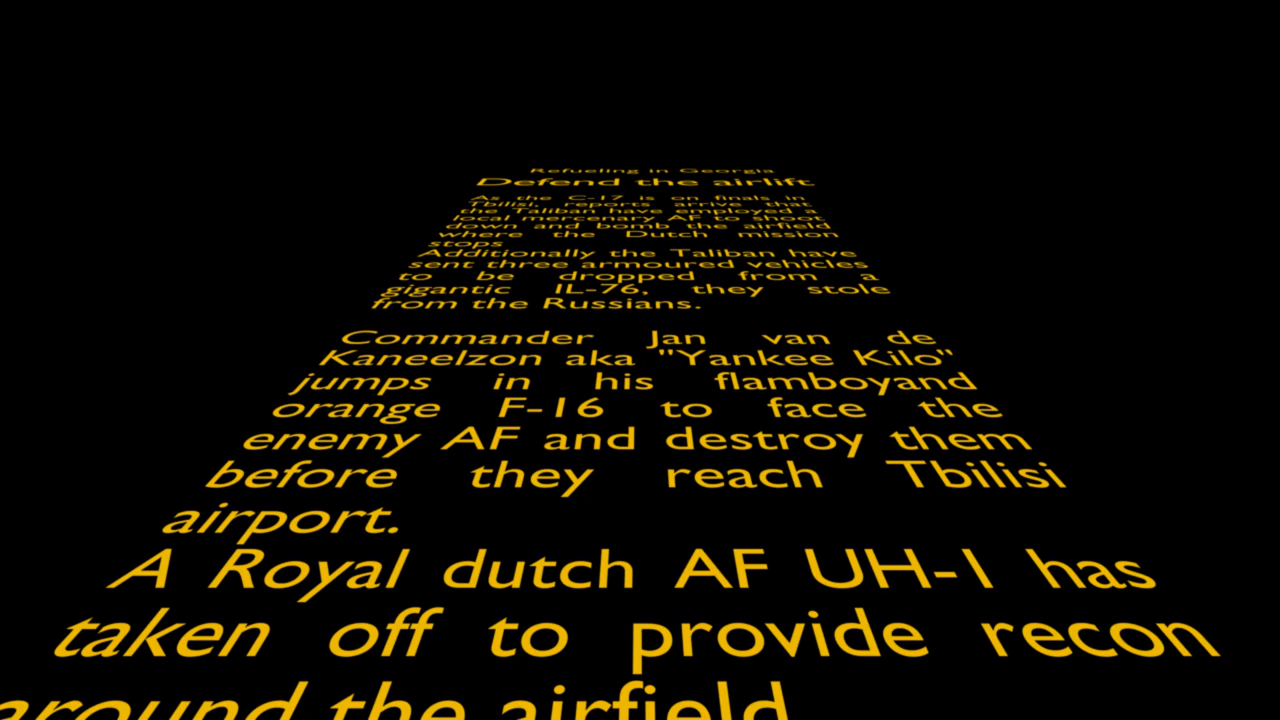 Refueling in Georgia
Defend the airlift
As the C-17 is on finals in
Tbilisi, reports arrive that
the Taliban have employed a
local mercenary AF to shoot
down and bomb the airfield
where the Dutch mission
stops
Additionally the Taliban have
sent three armoured vehicles
to be dropped from a
gigantic IL-76, they stole
from the Russians.
Commander Jan van de
Kaneelzon aka "Yankee Kilo"
jumps in his flamboyand
orange F-16 to face the
enemy AF and destroy them
before they reach Tbilisi
airport.
A Royal dutch AF UH-1 has
taken off to provide recon
around the airfield